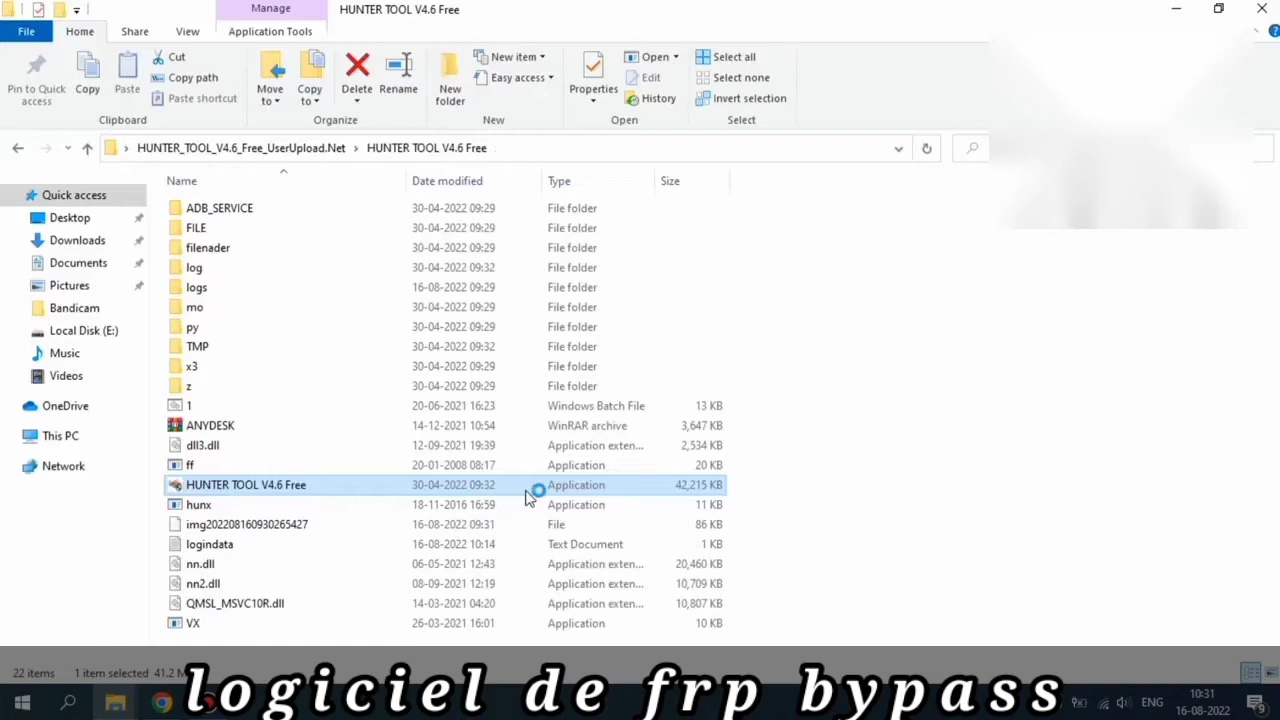 Manage
HUNTER TOOL V4.6 Free
File
Home
Share
View
Application Tools
Pin to Quick access
Copy
Paste
Cut
Copy path
Paste shortcut
Clipboard
Move to
Copy to
Delete
Rename
Organize
New folder
New item
Easy access
New
Properties
Open
Edit
History
Open
Select all
Select none
Invert selection
Select
HUNTER_TOOL_V4.6_Free_UserUpload.Net > HUNTER TOOL V4.6 Free
Name Date modified Type Size
Quick access
Desktop
Downloads
Documents
Pictures
Bandicam
Local Disk (E:)
Music
Videos
OneDrive
This PC
Network
ADB_SERVICE 30-04-2022 09:29 File folder
FILE 30-04-2022 09:29 File folder
filenader 30-04-2022 09:29 File folder
log 30-04-2022 09:32 File folder
logs 16-08-2022 09:29 File folder
mo 30-04-2022 09:29 File folder
py 30-04-2022 09:29 File folder
TMP 30-04-2022 09:32 File folder
x3 30-04-2022 09:29 File folder
z 30-04-2022 09:29 File folder
1 20-06-2021 16:23 Windows Batch File 13 KB
ANYDESK 14-12-2021 10:54 WinRAR archive 3,647 KB
dll3.dll 12-09-2021 19:39 Application exten... 2,534 KB
ff 20-01-2008 08:17 Application 20 KB
HUNTER TOOL V4.6 Free 30-04-2022 09:32 Application 42,215 KB
hunx 18-11-2016 16:59 Application 11 KB
img202208160930265427 16-08-2022 09:31 File 86 KB
logindata 16-08-2022 10:14 Text Document 1 KB
nn.dll 06-05-2021 12:43 Application exten... 20,460 KB
nn2.dll 08-09-2021 12:19 Application exten... 10,709 KB
QMSL_MSVC10R.dll 14-03-2021 04:20 Application exten... 10,807 KB
VX 26-03-2021 16:01 Application 10 KB
22 items 1 item selected 41.2 M
logiciel de frp bypass
ENG
10:31
16-08-2022
9